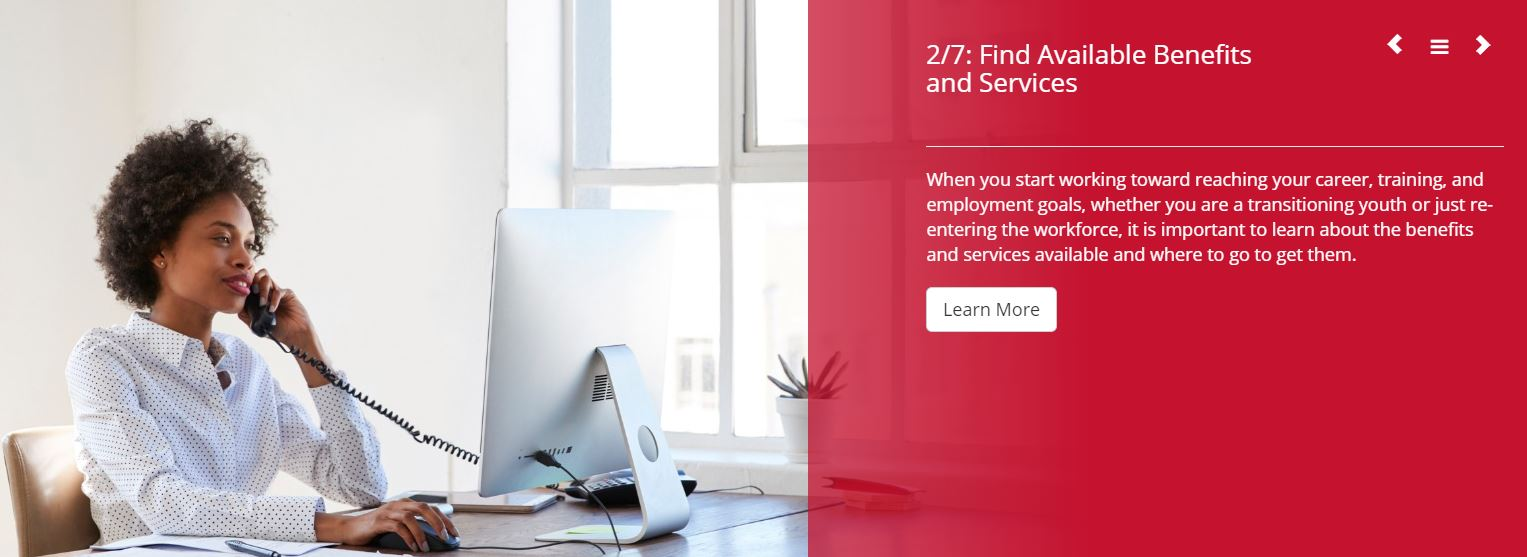 2/7: Find Available Benefits
and Services
When you start working toward reaching your career, training, and
employment goals, whether you are a transitioning youth or just re-
entering the workforce, it is important to learn about the benefits
and services available and where to go to get them.
Learn More